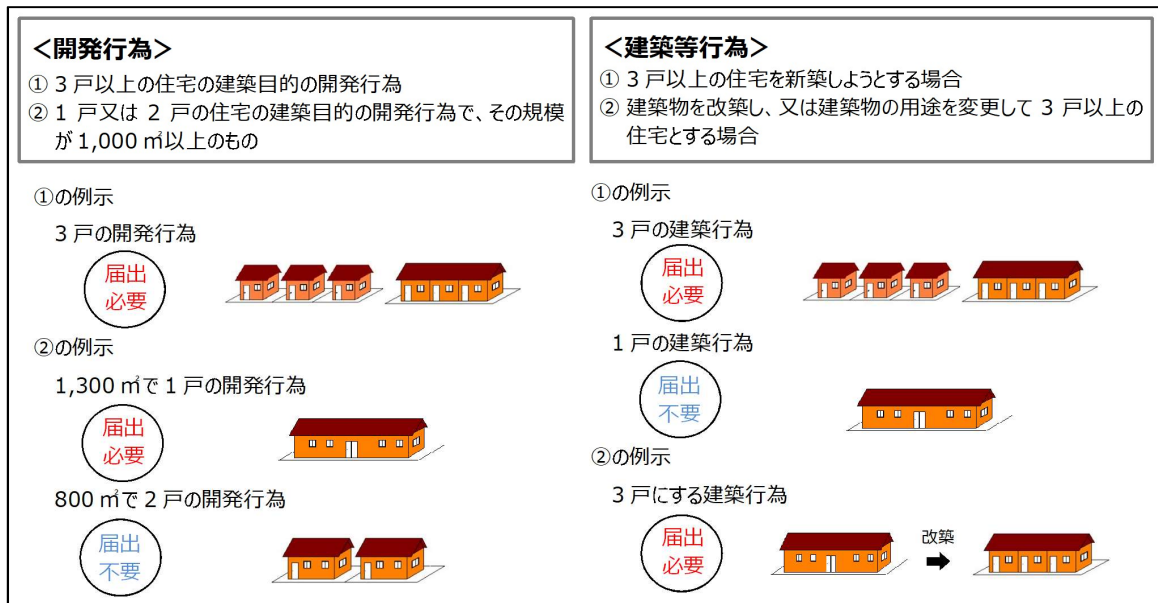 <開発行為>
① 3戸以上の住宅の建築目的の開発行為
② 1戸又は2戸の住宅の建築目的の開発行為で、その規模
が1,000㎡以上のもの
①の例示
3戸の開発行為
届出
必要
②の例示
1,300㎡で1戸の開発行為
届出
必要
800㎡で2戸の開発行為
届出
不要
<建築等行為>
① 3戸以上の住宅を新築しようとする場合
② 建築物を改築し、又は建築物の用途を変更して3戸以上の
住宅とする場合
①の例示
3戸の建築行為
届出
必要
1戸の建築行為
届出
不要
②の例示
3戸にする建築行為
届出
必要
改築